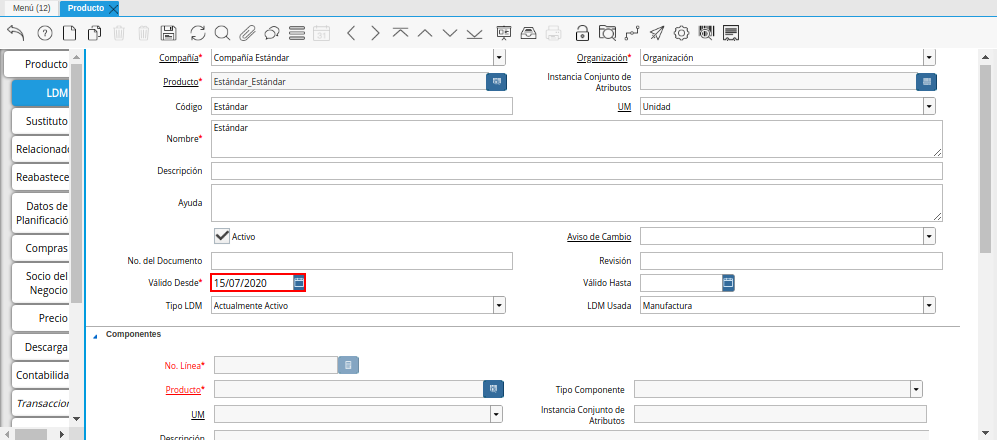 Menú (12) Producto
31
Producto
LDM
Sustituto
Relacionado
Reabastece
Datos de
Planificació
Compras
Socio del
Negocio
Precio
Descarga
Contabilida
Transaccion
Compañía* Compañía Estándar Organización* Organización
Producto* Estándar_Estándar Instancia Conjunto de
Atributos
Código Estándar UM Unidad
Nombre* Estándar
Descripción
Ayuda
Activo Aviso de Cambio
No. del Documento Revisión
Válido Desde* 15/07/2020 Válido Hasta
Tipo LDM Actualmente Activo LDM Usada Manufactura
Componentes
No. Línea*
Producto* Tipo Componente
UM Instancia Conjunto de
Atributos
Descripción